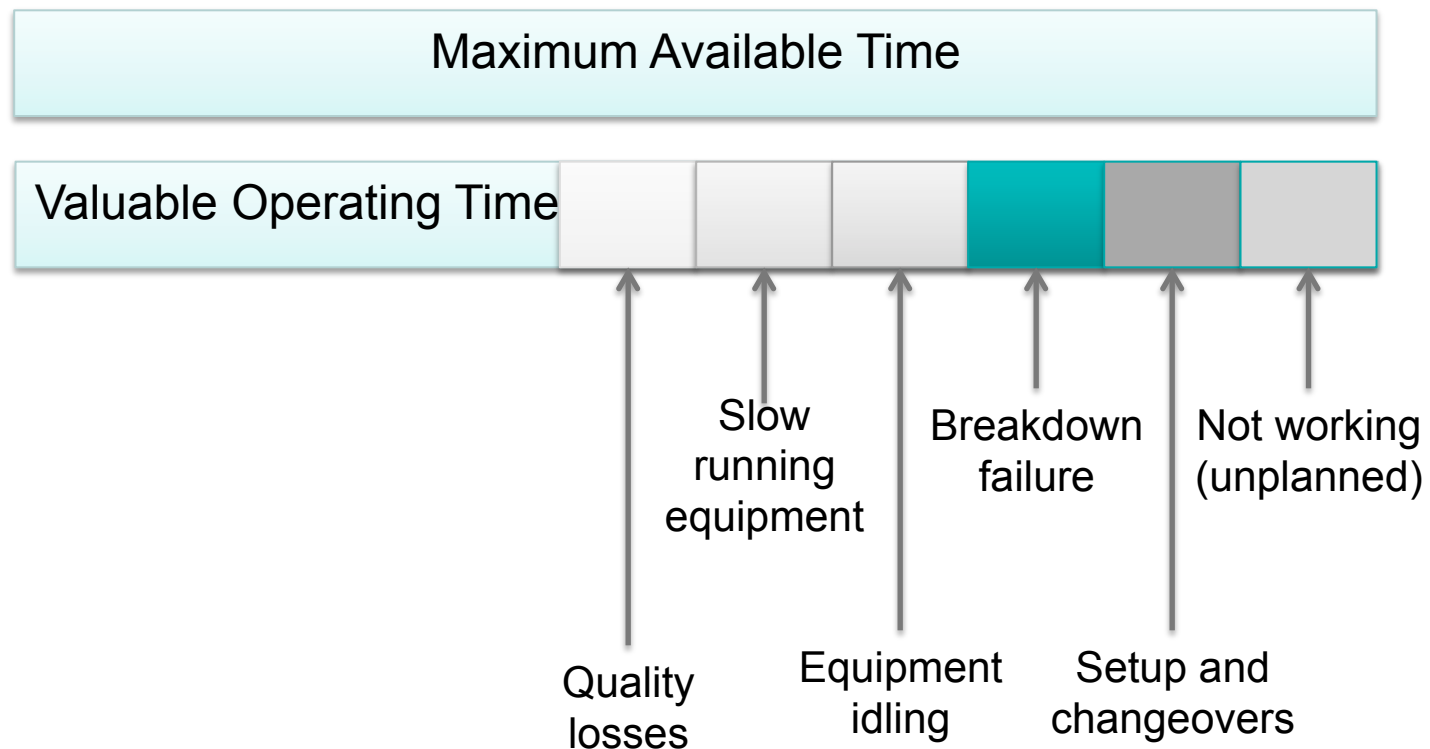 Maximum Available Time
Valuable Operating Time
Slow
running
equipment
Breakdown
failure
Not working
(unplanned)
Quality
losses
Equipment
idling
Setup and
changeovers